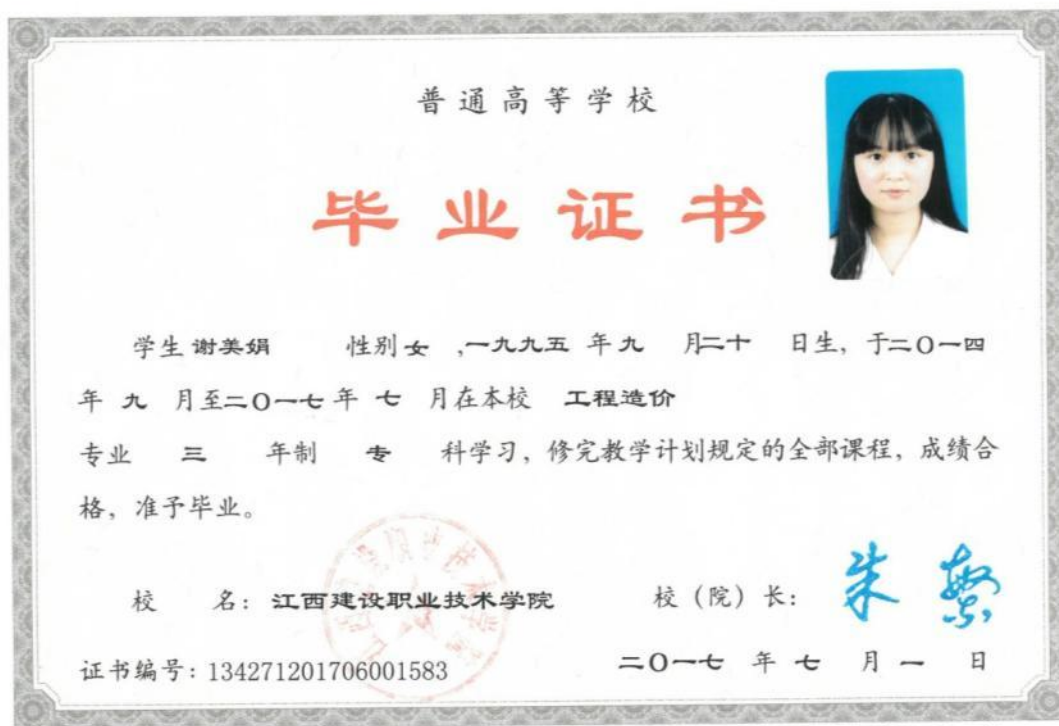 普通高等学校
毕业证书
学生 谢美娟 性别 女 ,一九九五 年 九 月 二十 日生，于二〇一四
年 九 月至二〇一七 年 七 月在本校 工程造价
专业 三 年制 专 科学习，修完教学计划规定的全部课程，成绩合
格，准予毕业。
校 名：江西建设职业技术学院 校（院）长：朱 繁
证书编号：134271201706001583 二〇一七 年 七 月 一 日